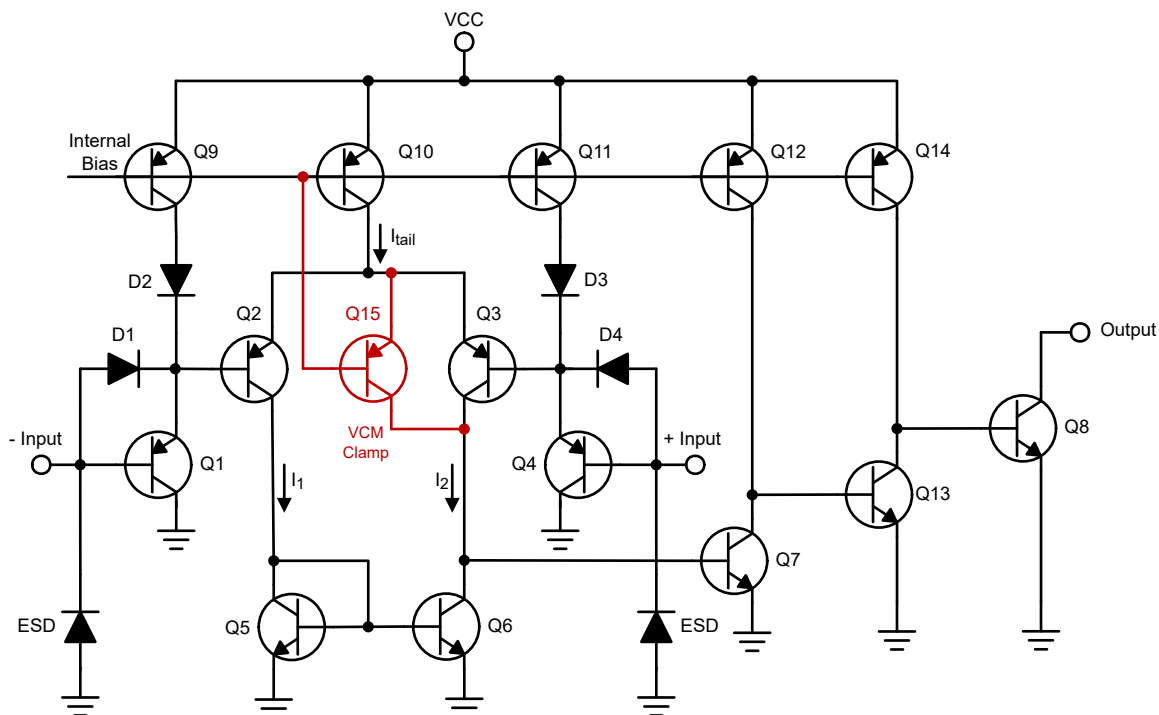 VCC
Internal
Bias
Q9
Q10
Q11
Q12
Q14
Itail
D2
D3
Q2
Q15
Q3
D1
D4
Output
VCM
Clamp
- Input
Q1
Q4
+ Input
Q8
I1
I2
Q13
Q7
ESD
Q5
Q6
ESD